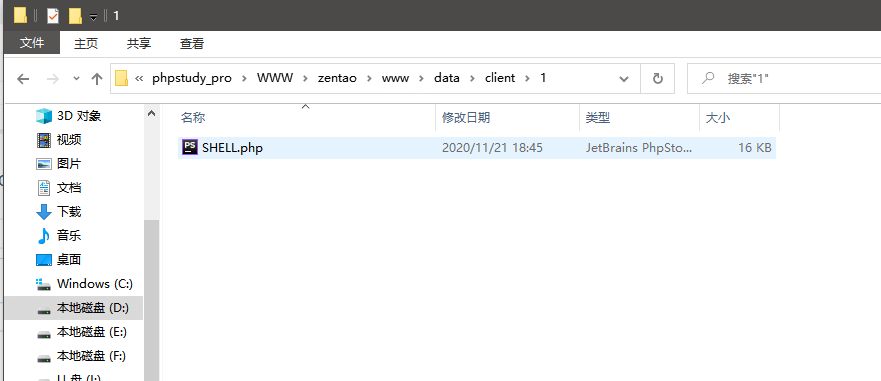 1
文件 主页 共享 查看
phpstudy_pro WWW zentao www data client 1 搜索"1"
名称 修改日期 类型 大小
SHELL.php 2020/11/21 18:45 JetBrains PhpSto... 16 KB
3D 对象
视频
图片
文档
下载
音乐
桌面
Windows (C:)
本地磁盘 (D:)
本地磁盘 (E:)
本地磁盘 (F:)
U 盘 (I:)